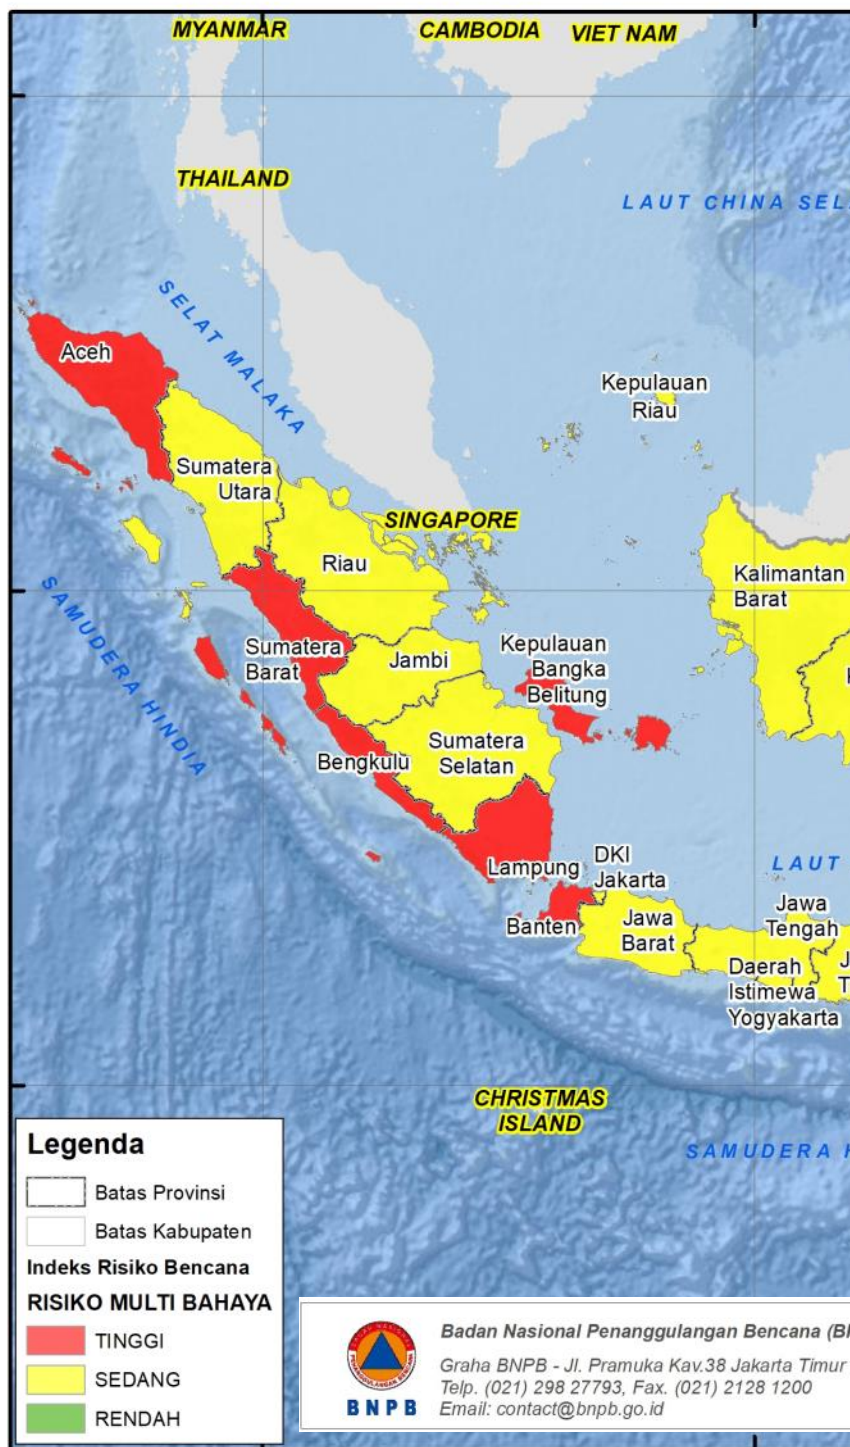 MYANMAR
CAMBODIA
VIET NAM
THAILAND
LAUT CHINA SEL
SELAT MALAKA
Aceh
Kepulauan
Riau
Sumatera
Utara
SINGAPORE
Riau
Kalimantan
Barat
SAMUDERA HINDIA
Sumatera
Barat
Jambi
Kepulauan
Bangka
Belitung
Bengkulu
Sumatera
Selatan
Lampung
DKI
Jakarta
LAUT
Banten
Jawa
Barat
Jawa
Tengah
Daerah
Istimewa
Yogyakarta
J
T
CHRISTMAS
ISLAND
SAMUDERA H
Legenda
Batas Provinsi
Batas Kabupaten
Indeks Risiko Bencana
RISIKO MULTI BAHAYA
TINGGI
SEDANG
RENDAH
BNPB
Badan Nasional Penanggulangan Bencana (B
Graha BNPB - Jl. Pramuka Kav.38 Jakarta Timur
Telp. (021) 298 27793, Fax. (021) 2128 1200
Email: contact@bnpb.go.id